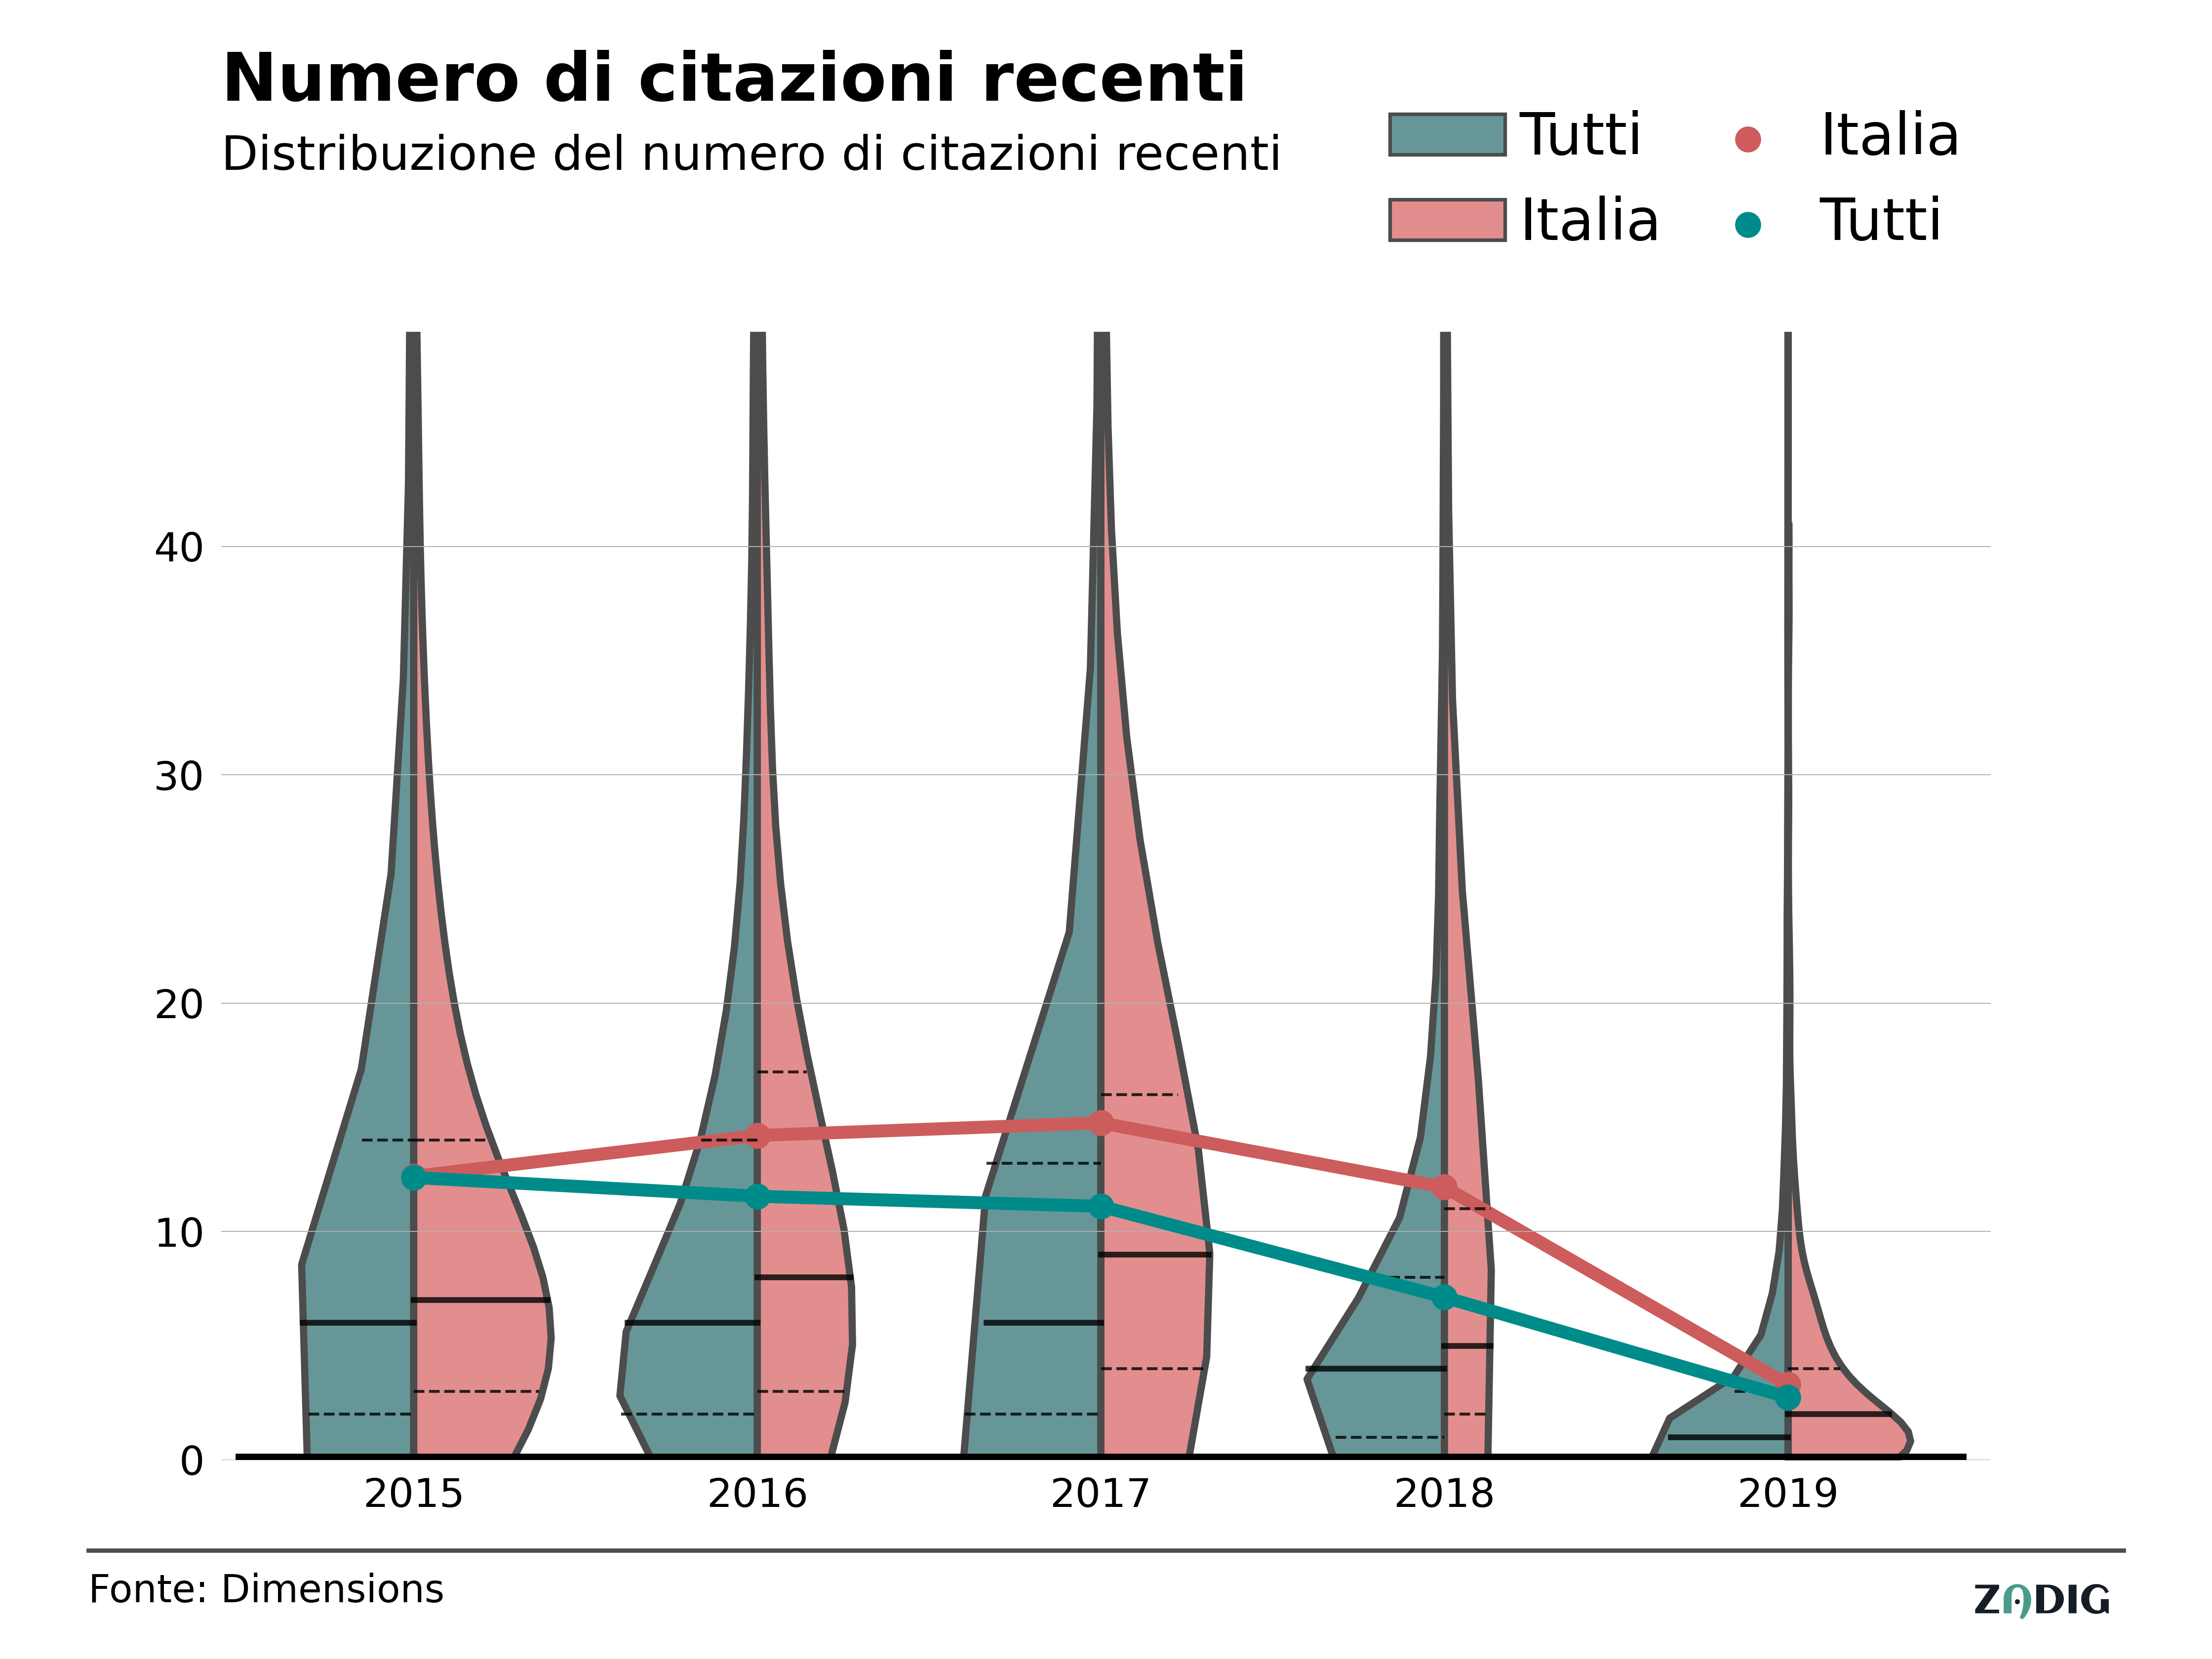 Numero di citazioni recenti
Distribuzione del numero di citazioni recenti
Tutti
Italia
Italia
Tutti
40
30
20
10
0
2015 2016 2017 2018 2019
Fonte: Dimensions
ZADIG